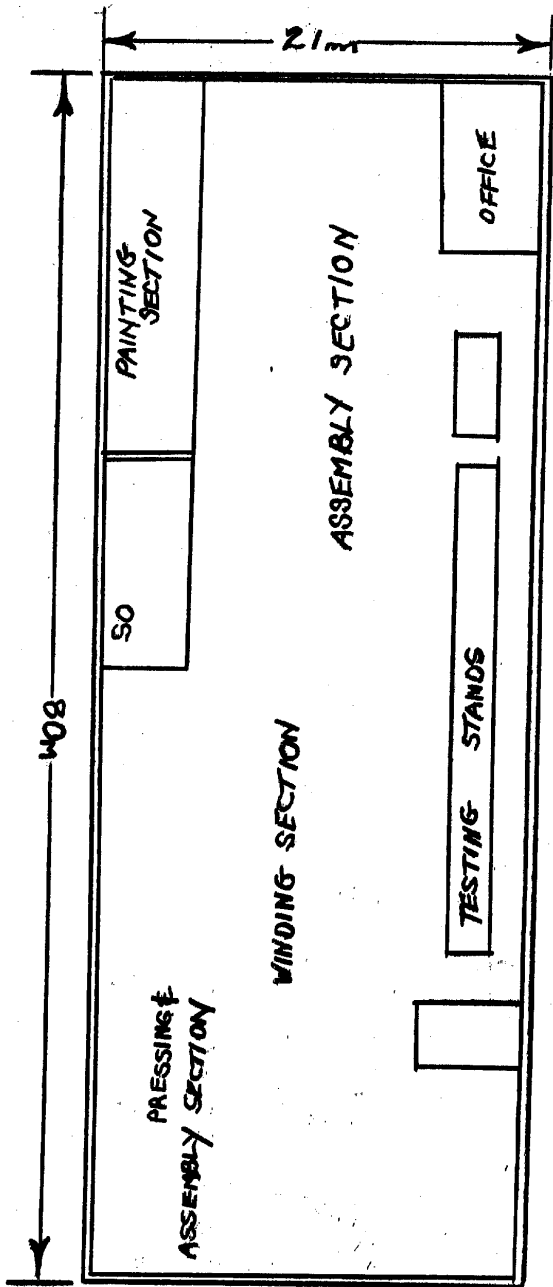 21m
80M
PAINTING
SECTION
OFFICE
ASSEMBLY SECTION
SO
WINDING SECTION
TESTING STANDS
PRESSING &
ASSEMBLY SECTION